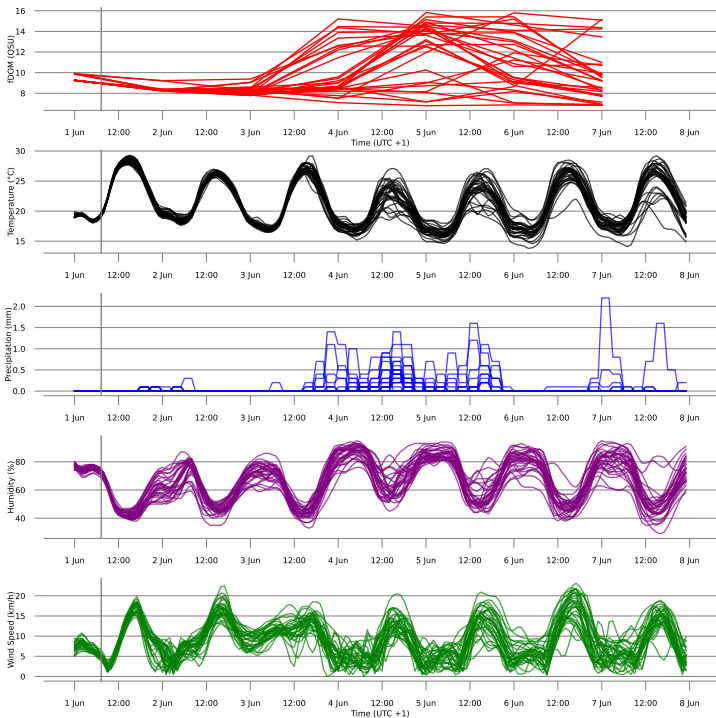 16
14
12
10
8
fDOM (QSU)
1 Jun 12:00 2 Jun 12:00 3 Jun 12:00 4 Jun 12:00 5 Jun 12:00 6 Jun 12:00 7 Jun 12:00 8 Jun
Time (UTC +1)
30
25
20
15
Temperature (°C)
1 Jun 12:00 2 Jun 12:00 3 Jun 12:00 4 Jun 12:00 5 Jun 12:00 6 Jun 12:00 7 Jun 12:00 8 Jun
2.0
1.5
1.0
0.5
0.0
Precipitation (mm)
1 Jun 12:00 2 Jun 12:00 3 Jun 12:00 4 Jun 12:00 5 Jun 12:00 6 Jun 12:00 7 Jun 12:00 8 Jun
80
60
40
Humidity (%)
1 Jun 12:00 2 Jun 12:00 3 Jun 12:00 4 Jun 12:00 5 Jun 12:00 6 Jun 12:00 7 Jun 12:00 8 Jun
20
15
10
5
0
Wind Speed (km/h)
1 Jun 12:00 2 Jun 12:00 3 Jun 12:00 4 Jun 12:00 5 Jun 12:00 6 Jun 12:00 7 Jun 12:00 8 Jun
Time (UTC +1)